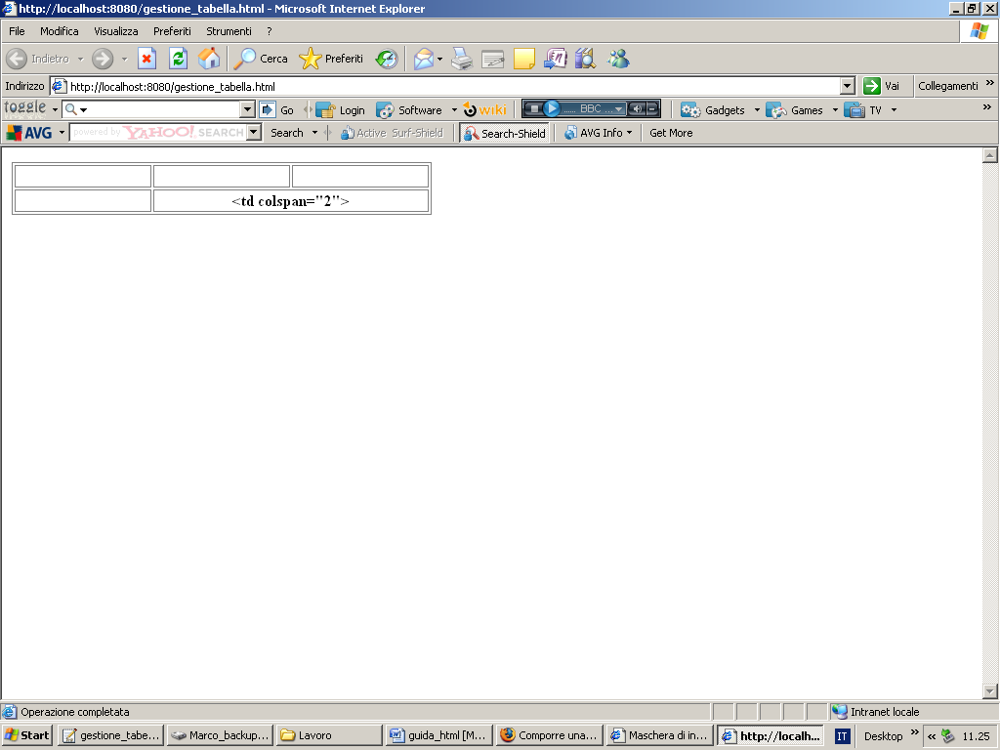 http://localhost:8080/gestione_tabella.html - Microsoft Internet Explorer
File Modifica Visualizza Preferiti Strumenti ?
Indietro Cerca Preferiti
Indirizzo http://localhost:8080/gestione_tabella.html Vai Collegamenti »
toggle Go Login Software wiki ..... BBC ... Gadgets Games TV »
AVG powered by YAHOO! SEARCH Search Active Surf-Shield Search-Shield AVG Info Get More
<td colspan="2">
Operazione completata Intranet locale
Start gestione_tabe... Marco_backup... Lavoro guida_html [M... Comporre una... Maschera di in... http://localh... IT Desktop » « 11.25